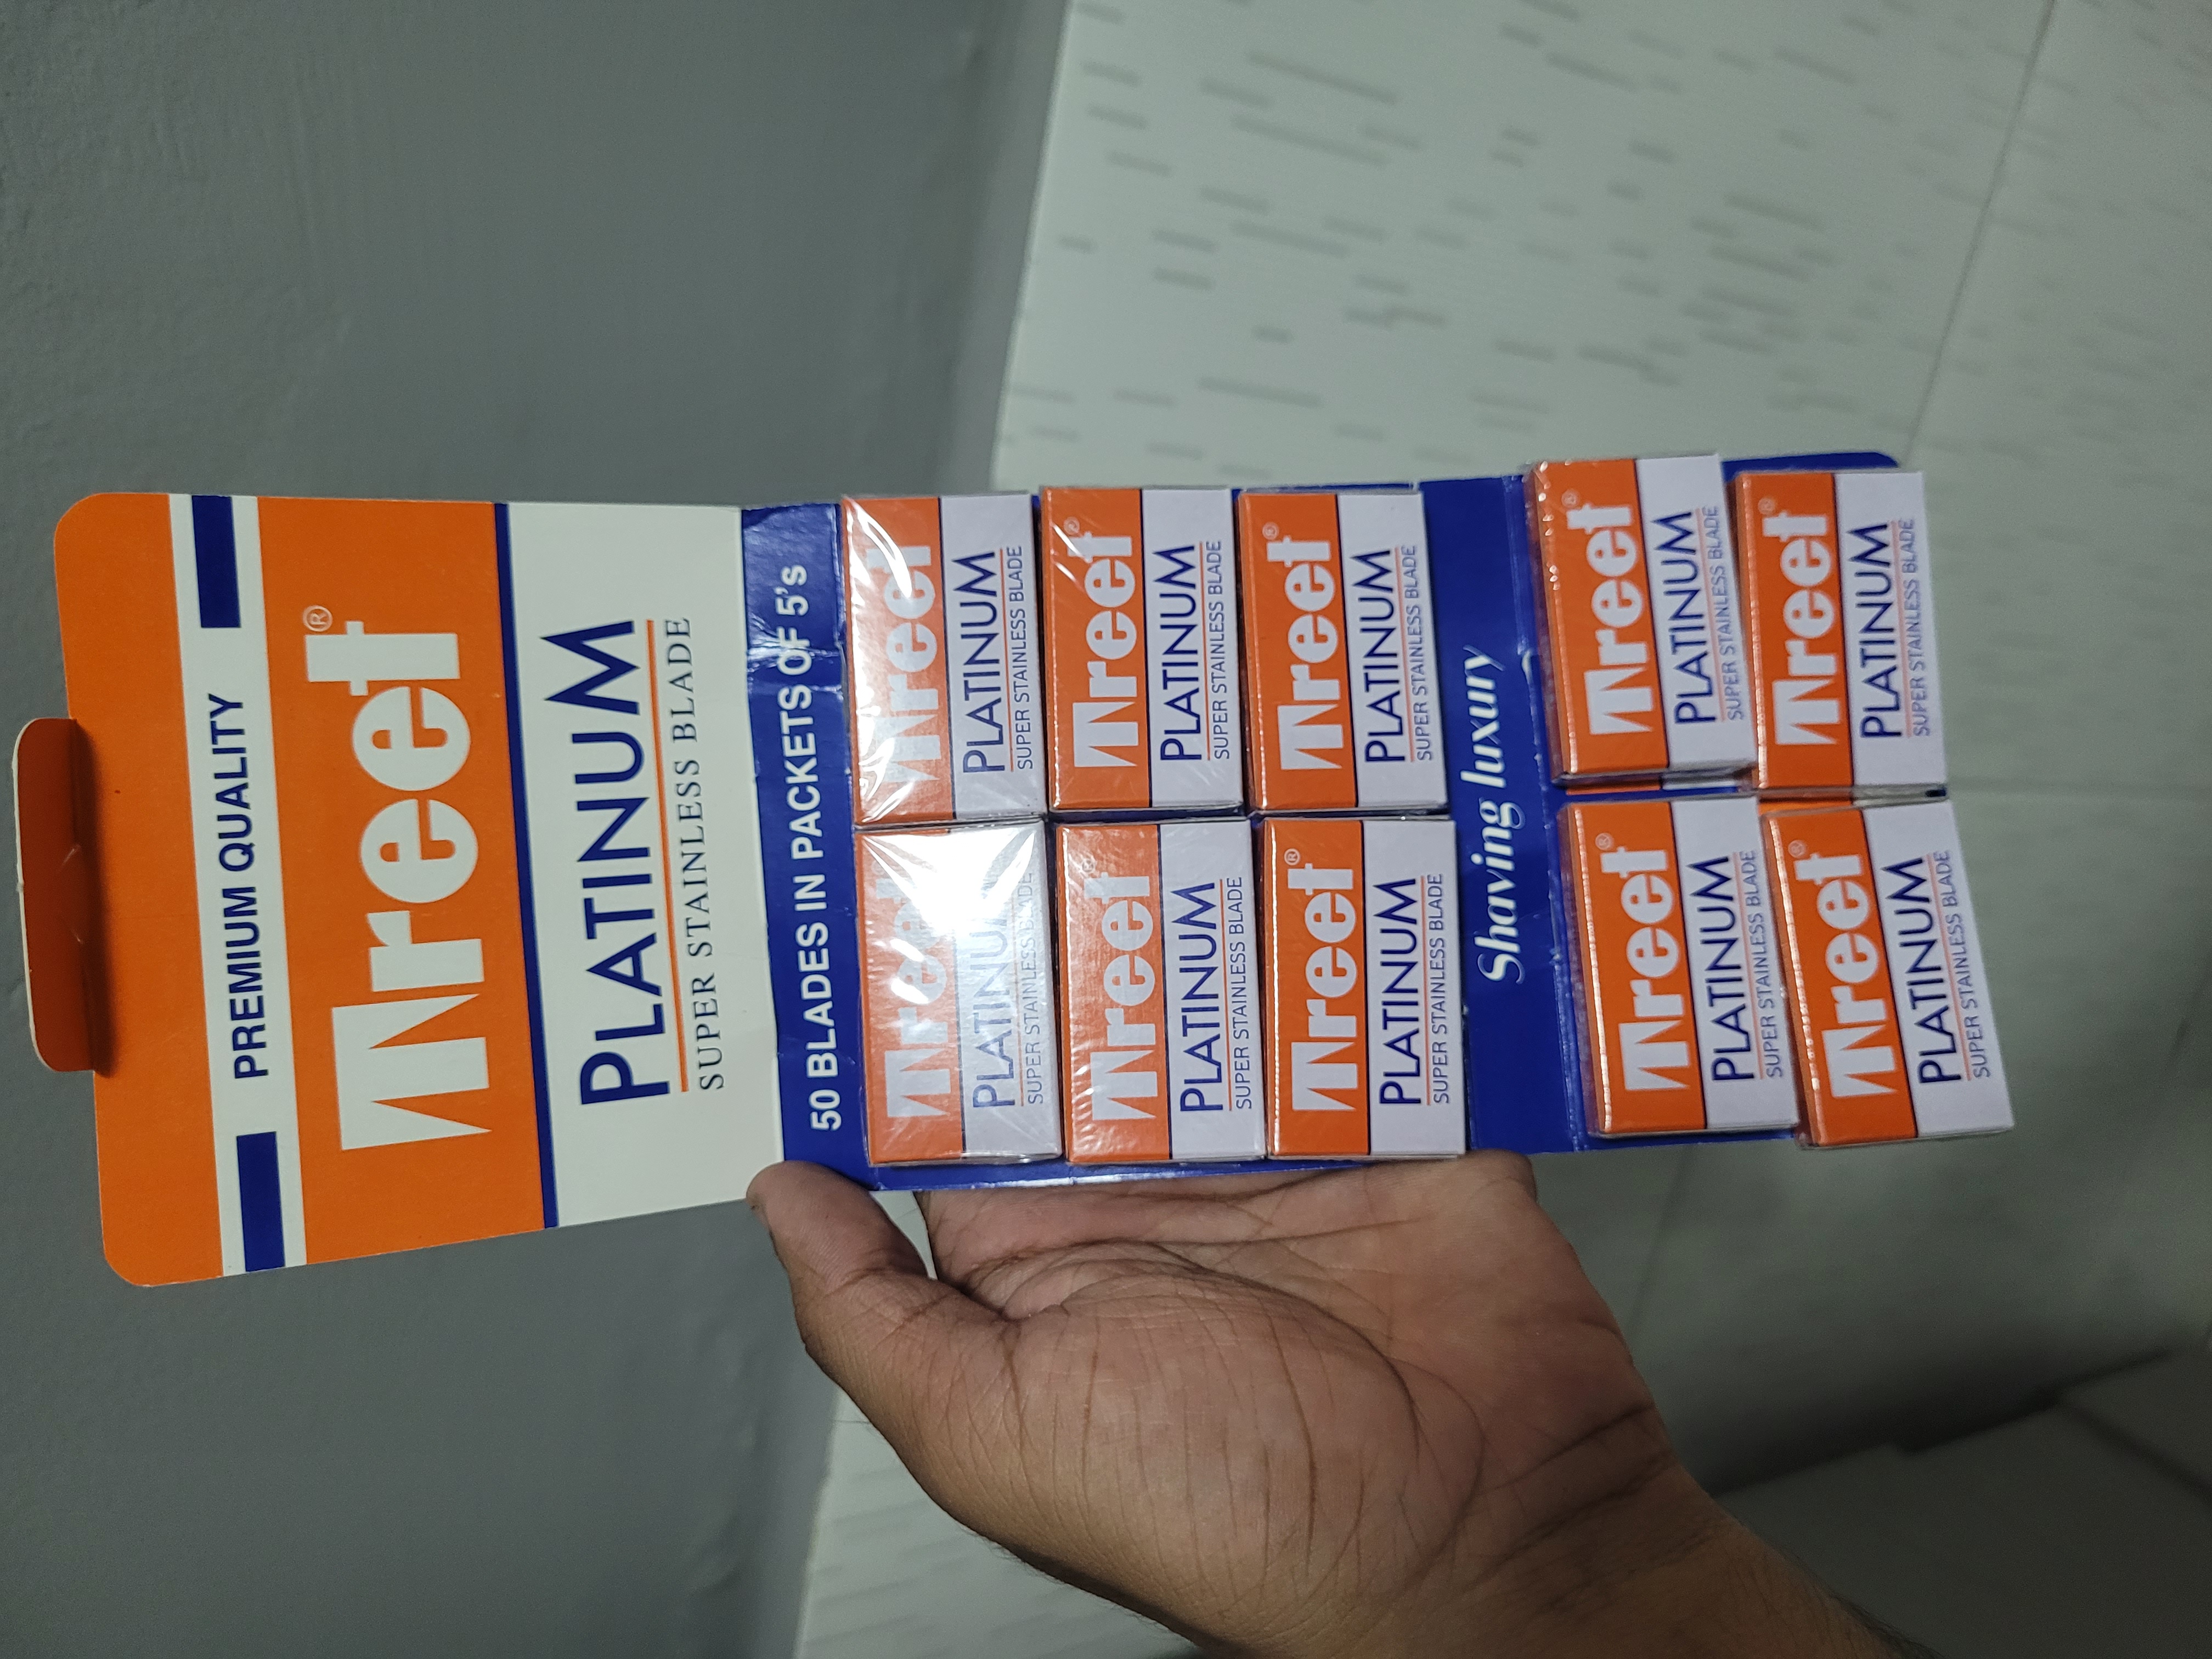 PREMIUM QUALITY
Treet®
PLATINUM
SUPER STAINLESS BLADE
50 BLADES IN PACKETS OF 5's
Treet
PLATINUM
SUPER STAINLESS BLADE
Treet
PLATINUM
SUPER STAINLESS BLADE
Treet®
PLATINUM
SUPER STAINLESS BLADE
Treet®
PLATINUM
SUPER STAINLESS BLADE
Treet®
PLATINUM
SUPER STAINLESS BLADE
Treet®
PLATINUM
SUPER STAINLESS BLADE
Shaving luxury
Treet®
PLATINUM
SUPER STAINLESS BLADE
Treet®
PLATINUM
SUPER STAINLESS BLADE
Treet®
PLATINUM
SUPER STAINLESS BLADE
Treet®
PLATINUM
SUPER STAINLESS BLADE